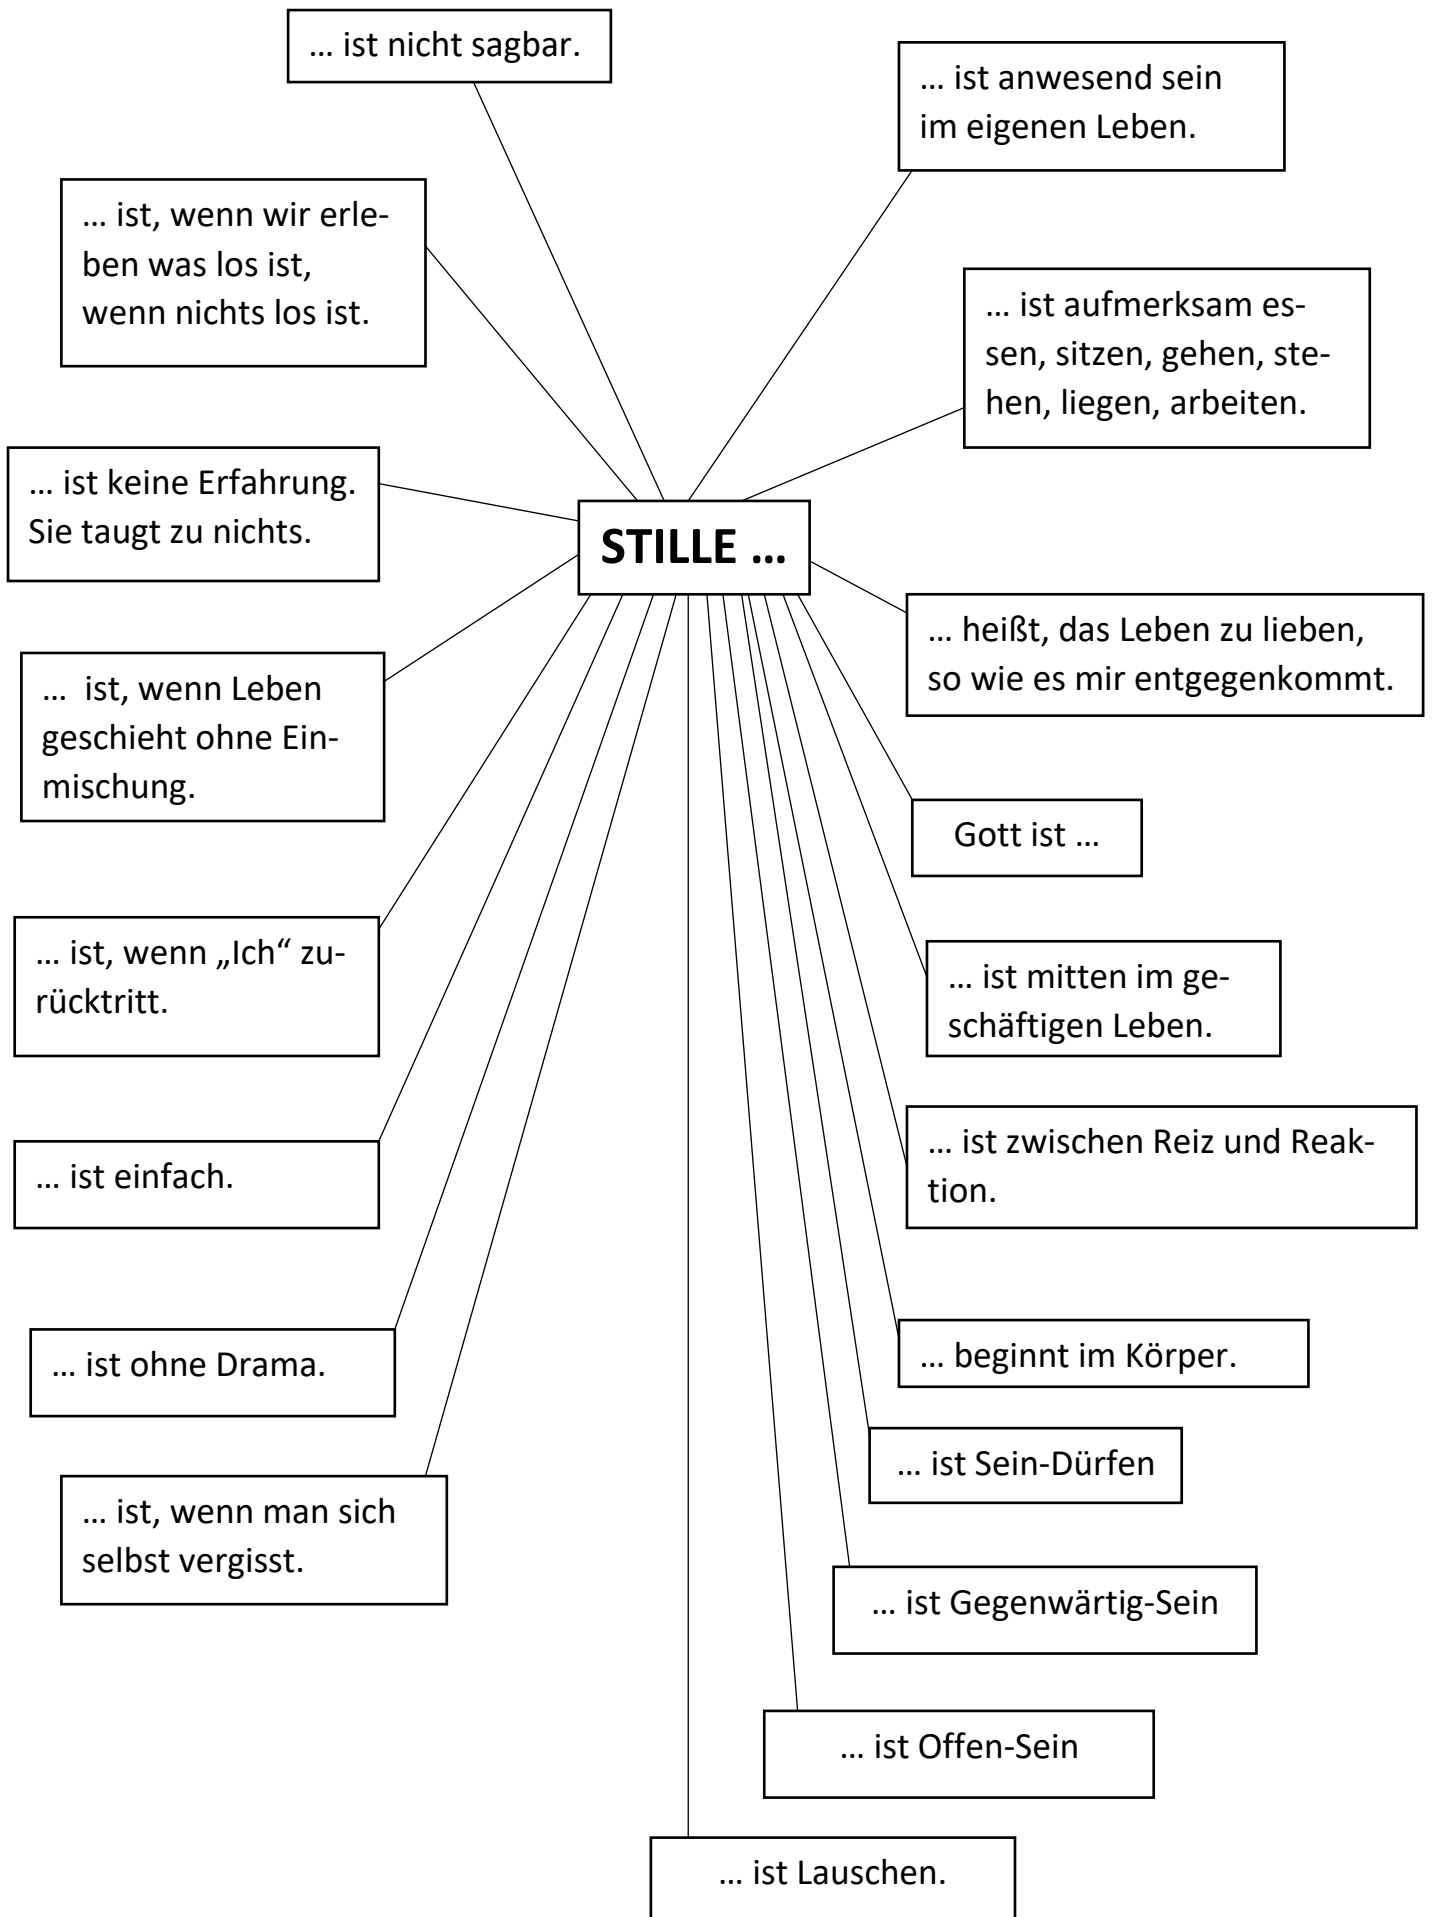 … ist nicht sagbar.
… ist anwesend sein
im eigenen Leben.
… ist, wenn wir erle-
ben was los ist,
wenn nichts los ist.
… ist aufmerksam es-
sen, sitzen, gehen, ste-
hen, liegen, arbeiten.
… ist keine Erfahrung.
Sie taugt zu nichts.
STILLE …
… heißt, das Leben zu lieben,
so wie es mir entgegenkommt.
… ist, wenn Leben
geschieht ohne Ein-
mischung.
Gott ist …
… ist, wenn „Ich“ zu-
rücktritt.
… ist mitten im ge-
schäftigen Leben.
… ist einfach.
… ist zwischen Reiz und Reak-
tion.
… ist ohne Drama.
… beginnt im Körper.
… ist Sein-Dürfen
… ist, wenn man sich
selbst vergisst.
… ist Gegenwärtig-Sein
… ist Offen-Sein
… ist Lauschen.